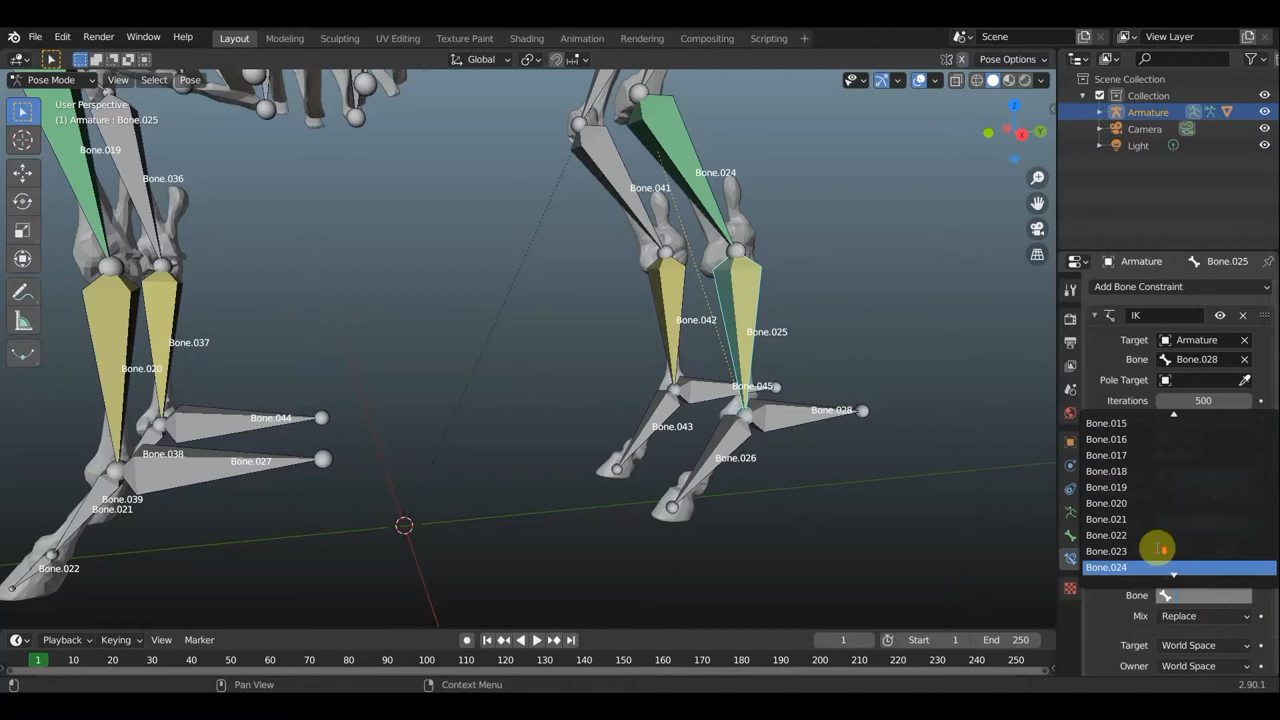 File Edit Render Window Help Layout Modeling Sculpting UV Editing Texture Paint Shading Animation Rendering Compositing Scripting + Scene View Layer
Global Pose Options
Pose Mode View Select Pose
User Perspective
(1) Armature : Bone.025
Scene Collection
Collection
Armature
Camera
Light
Bone.019
Bone.036
Bone.024
Bone.041
Bone.042
Bone.025
Bone.037
Bone.020
Bone.045
Bone.028
Bone.044
Bone.043
Bone.026
Bone.038
Bone.027
Bone.039
Bone.021
Bone.022
X
Y
Z
Armature Bone.025
Add Bone Constraint
IK
Target Armature
Bone Bone.028
Pole Target
Iterations 500
Bone.015
Bone.016
Bone.017
Bone.018
Bone.019
Bone.020
Bone.021
Bone.022
Bone.023
Bone.024
Bone
Mix Replace
Target World Space
Owner World Space
Playback Keying View Marker 1 Start 1 End 250
1 10 20 30 40 50 60 70 80 90 100 110 120 130 140 150 160 170 180 190 200 210 220 230 240 250
Pan View Context Menu 2.90.1